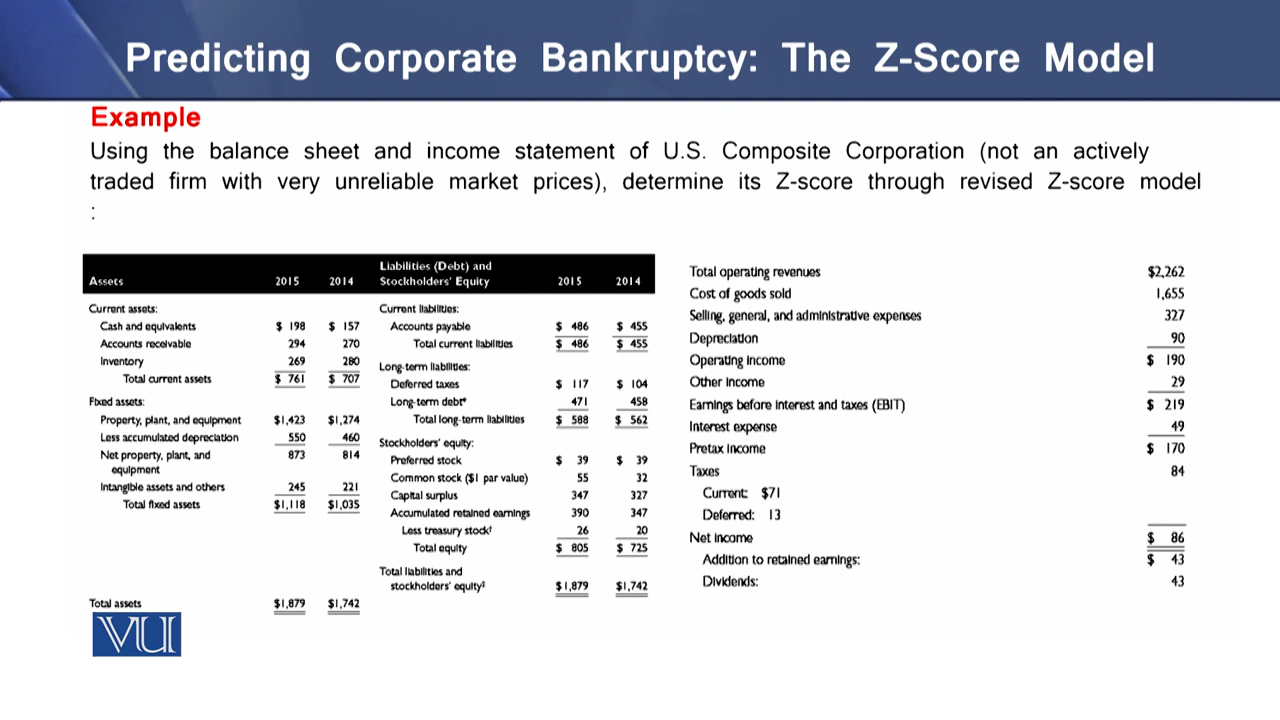 Predicting Corporate Bankruptcy: The Z-Score Model
Example
Using the balance sheet and income statement of U.S. Composite Corporation (not an actively
traded firm with very unreliable market prices), determine its Z-score through revised Z-score model
:
Assets 2015 2014
Current assets:
Cash and equivalents $ 198 $ 157
Accounts receivable 294 270
Inventory 269 280
Total current assets $ 761 $ 707
Fixed assets:
Property, plant, and equipment $1,423 $1,274
Less accumulated depreciation 550 460
Net property, plant, and 873 814
equipment
Intangible assets and others 245 221
Total fixed assets $1,118 $1,035
Total assets $1,879 $1,742
Liabilities (Debt) and
Stockholders' Equity 2015 2014
Current liabilities:
Accounts payable $ 486 $ 455
Total current liabilities $ 486 $ 455
Long-term liabilities:
Deferred taxes $ 117 $ 104
Long-term debt* 471 458
Total long-term liabilities $ 588 $ 562
Stockholders' equity:
Preferred stock $ 39 $ 39
Common stock ($1 par value) 55 32
Capital surplus 347 327
Accumulated retained earnings 390 347
Less treasury stock† 26 20
Total equity $ 805 $ 725
Total liabilities and
stockholders' equity‡ $1,879 $1,742
Total operating revenues $2,262
Cost of goods sold 1,655
Selling, general, and administrative expenses 327
Depreciation 90
Operating income $ 190
Other income 29
Earnings before interest and taxes (EBIT) $ 219
Interest expense 49
Pretax income $ 170
Taxes 84
Current: $71
Deferred: 13
Net income $ 86
Addition to retained earnings: $ 43
Dividends: 43
VU